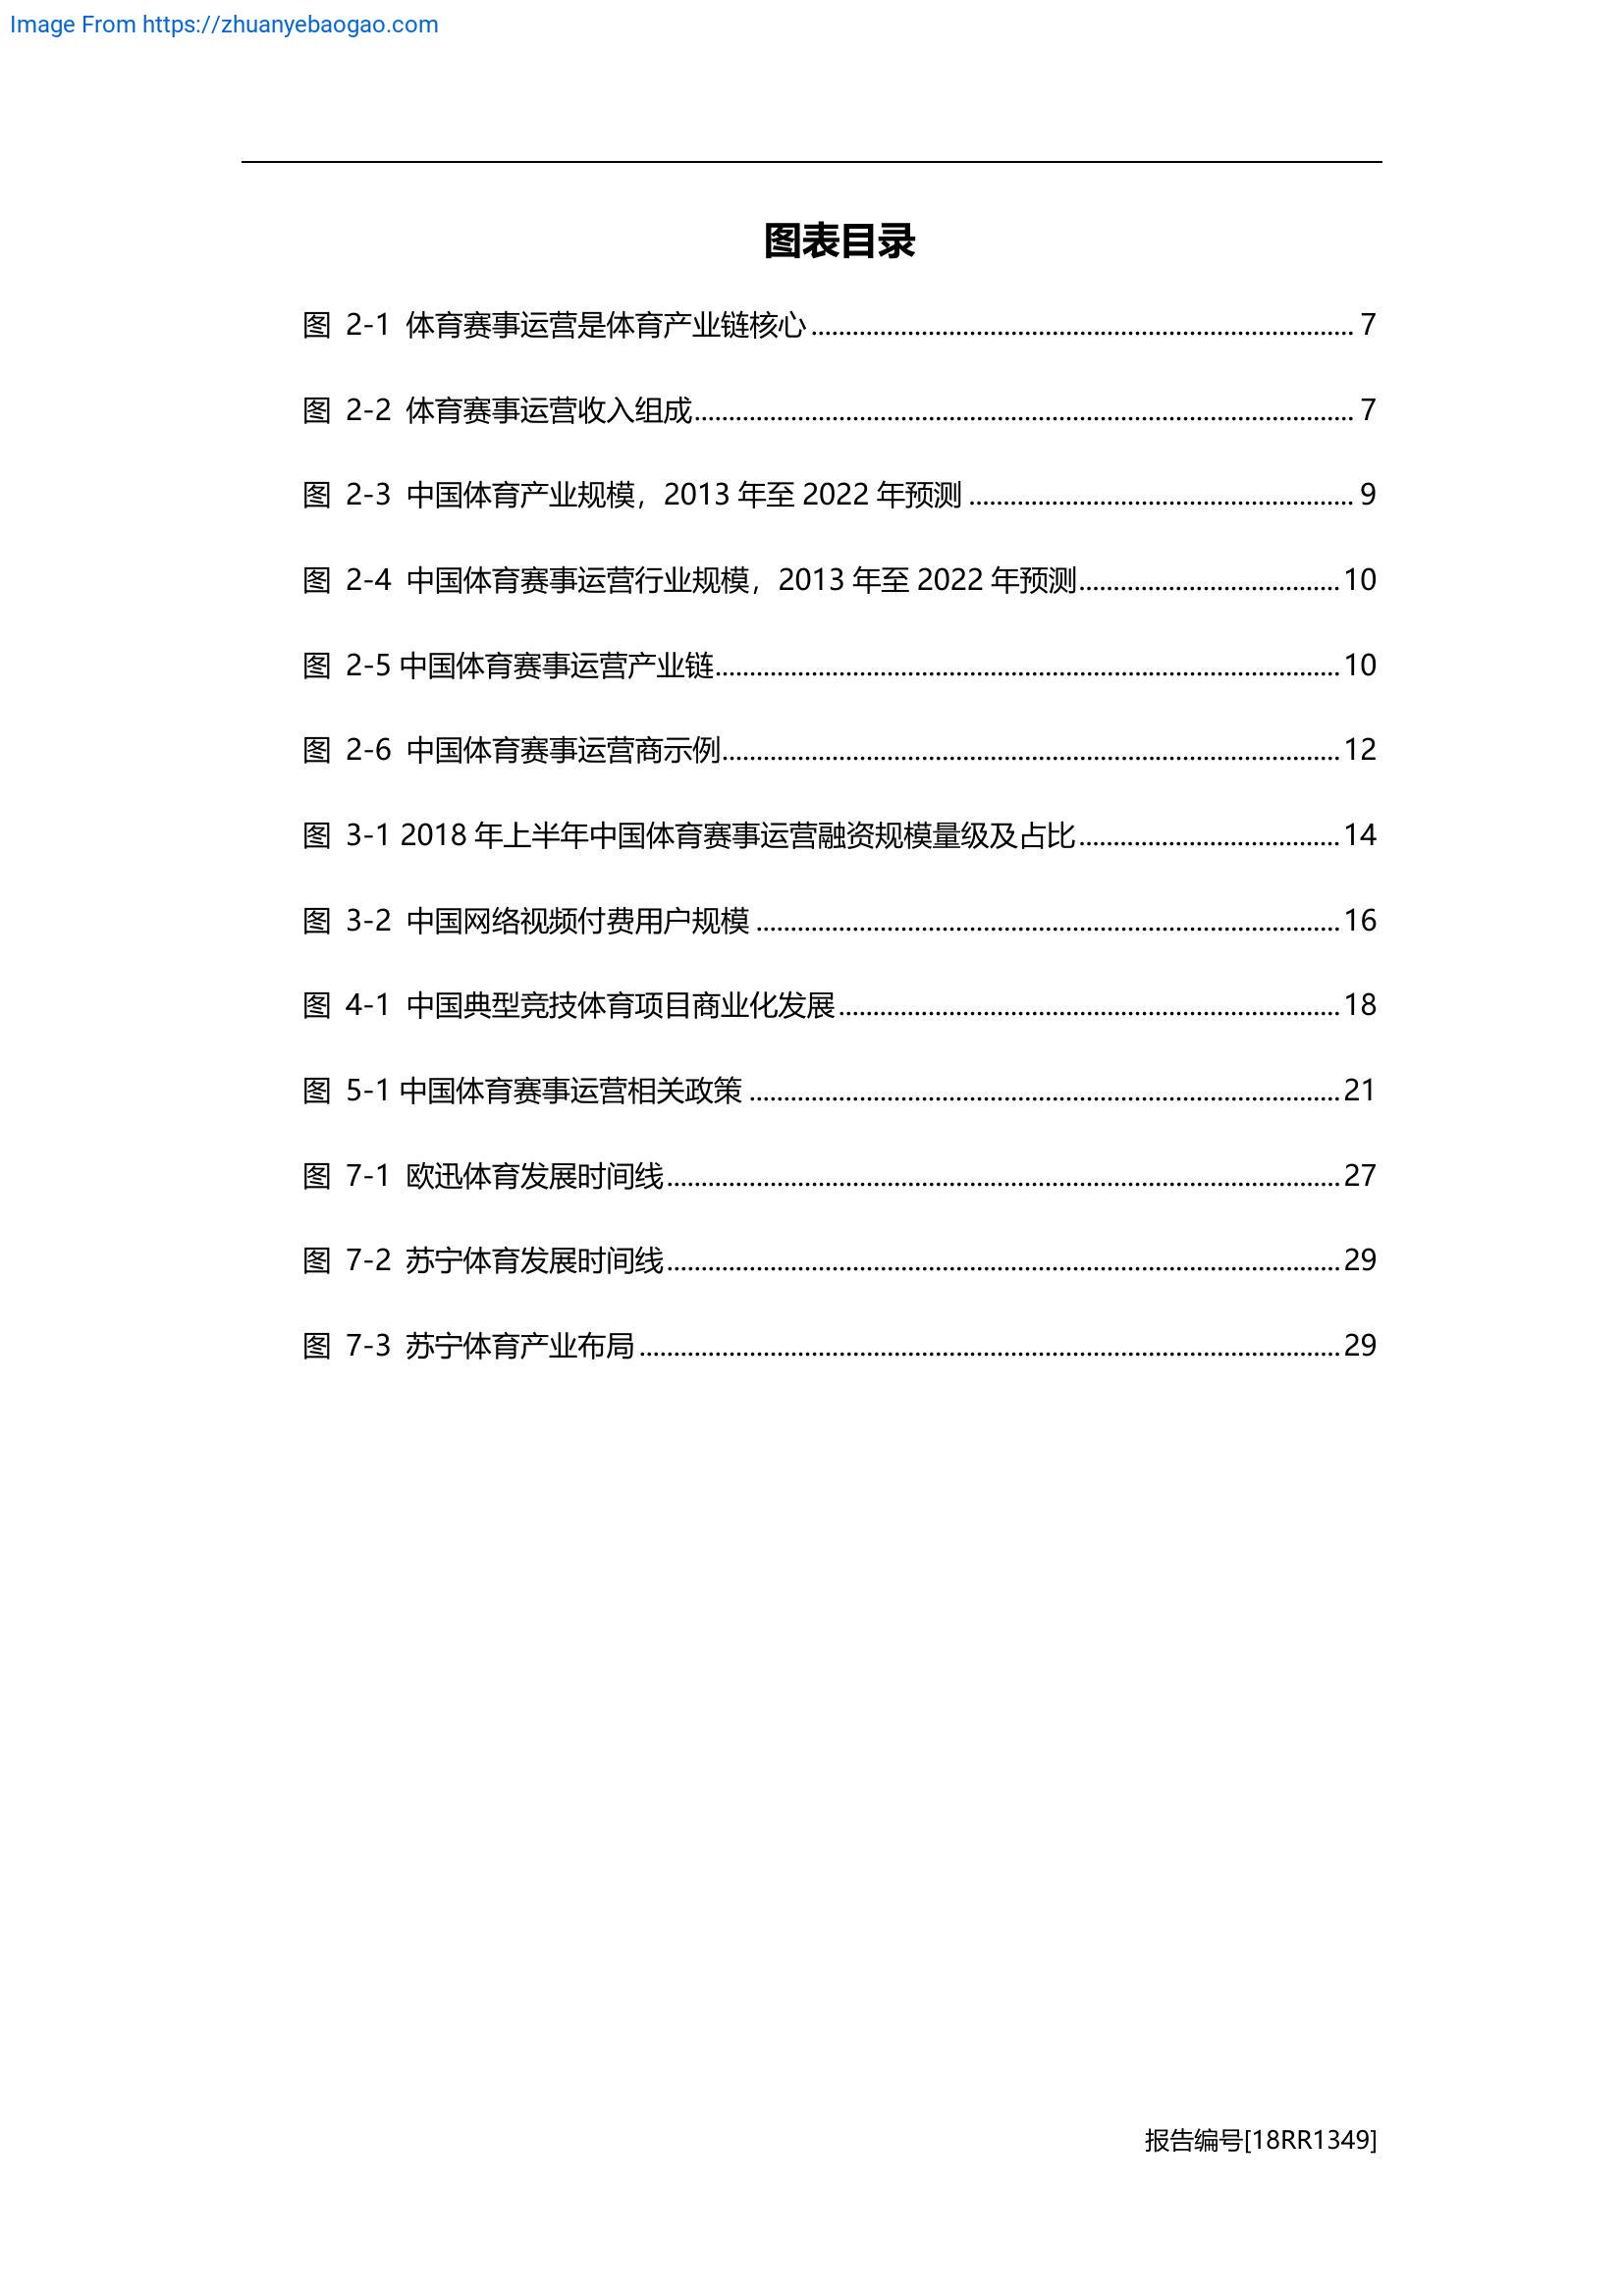 Image From https://zhuanyebaogao.com
图表目录
图 2-1 体育赛事运营是体育产业链核心........................................ 7
图 2-2 体育赛事运营收入组成........................................ 7
图 2-3 中国体育产业规模，2013 年至 2022 年预测........................................ 9
图 2-4 中国体育赛事运营行业规模，2013 年至 2022 年预测........................................ 10
图 2-5 中国体育赛事运营产业链........................................ 10
图 2-6 中国体育赛事运营商示例........................................ 12
图 3-1 2018 年上半年中国体育赛事运营融资规模量级及占比........................................ 14
图 3-2 中国网络视频付费用户规模........................................ 16
图 4-1 中国典型竞技体育项目商业化发展........................................ 18
图 5-1 中国体育赛事运营相关政策........................................ 21
图 7-1 欧迅体育发展时间线........................................ 27
图 7-2 苏宁体育发展时间线........................................ 29
图 7-3 苏宁体育产业布局........................................ 29
报告编号[18RR1349]